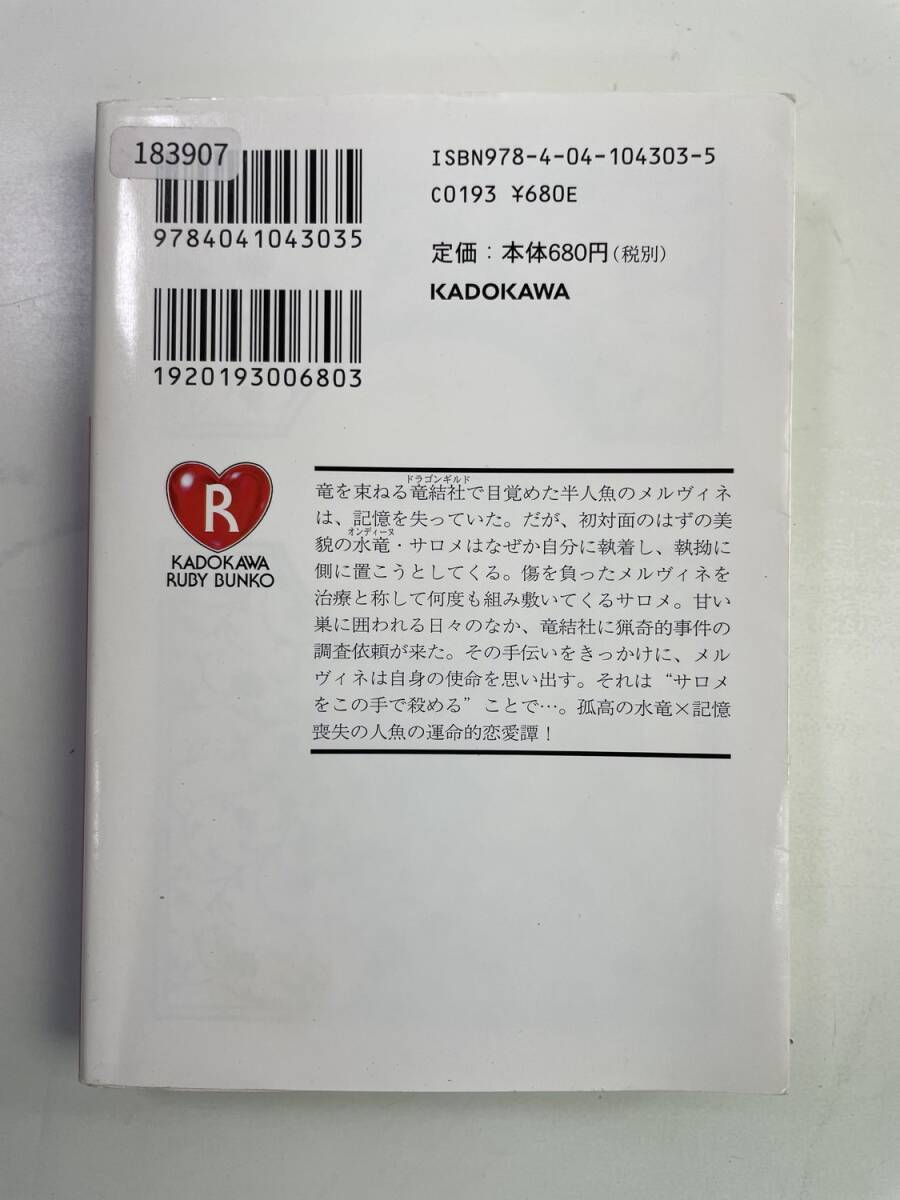 183907
ISBN978-4-04-104303-5
9784041043035
C0193 ¥680E
定価：本体680円(税別)
KADOKAWA
1920193006803
R
KADOKAWA
RUBY BUNKO
ドラゴンギルド
竜を束ねる竜結社で目覚めた半人魚のメルヴィネ
は、記憶を失っていた。だが、初対面のはずの美
オンディーヌ
貌の水竜・サロメはなぜか自分に執着し、執拗に
側に置こうとしてくる。傷を負ったメルヴィネを
治療と称して何度も組み敷いてくるサロメ。甘い
巣に囲われる日々のなか、竜結社に猟奇的事件の
調査依頼が来た。その手伝いをきっかけに、メル
ヴィネは自身の使命を思い出す。それは“サロメ
をこの手で殺める”ことで…。孤高の水竜×記憶
喪失の人魚の運命的恋愛譚！